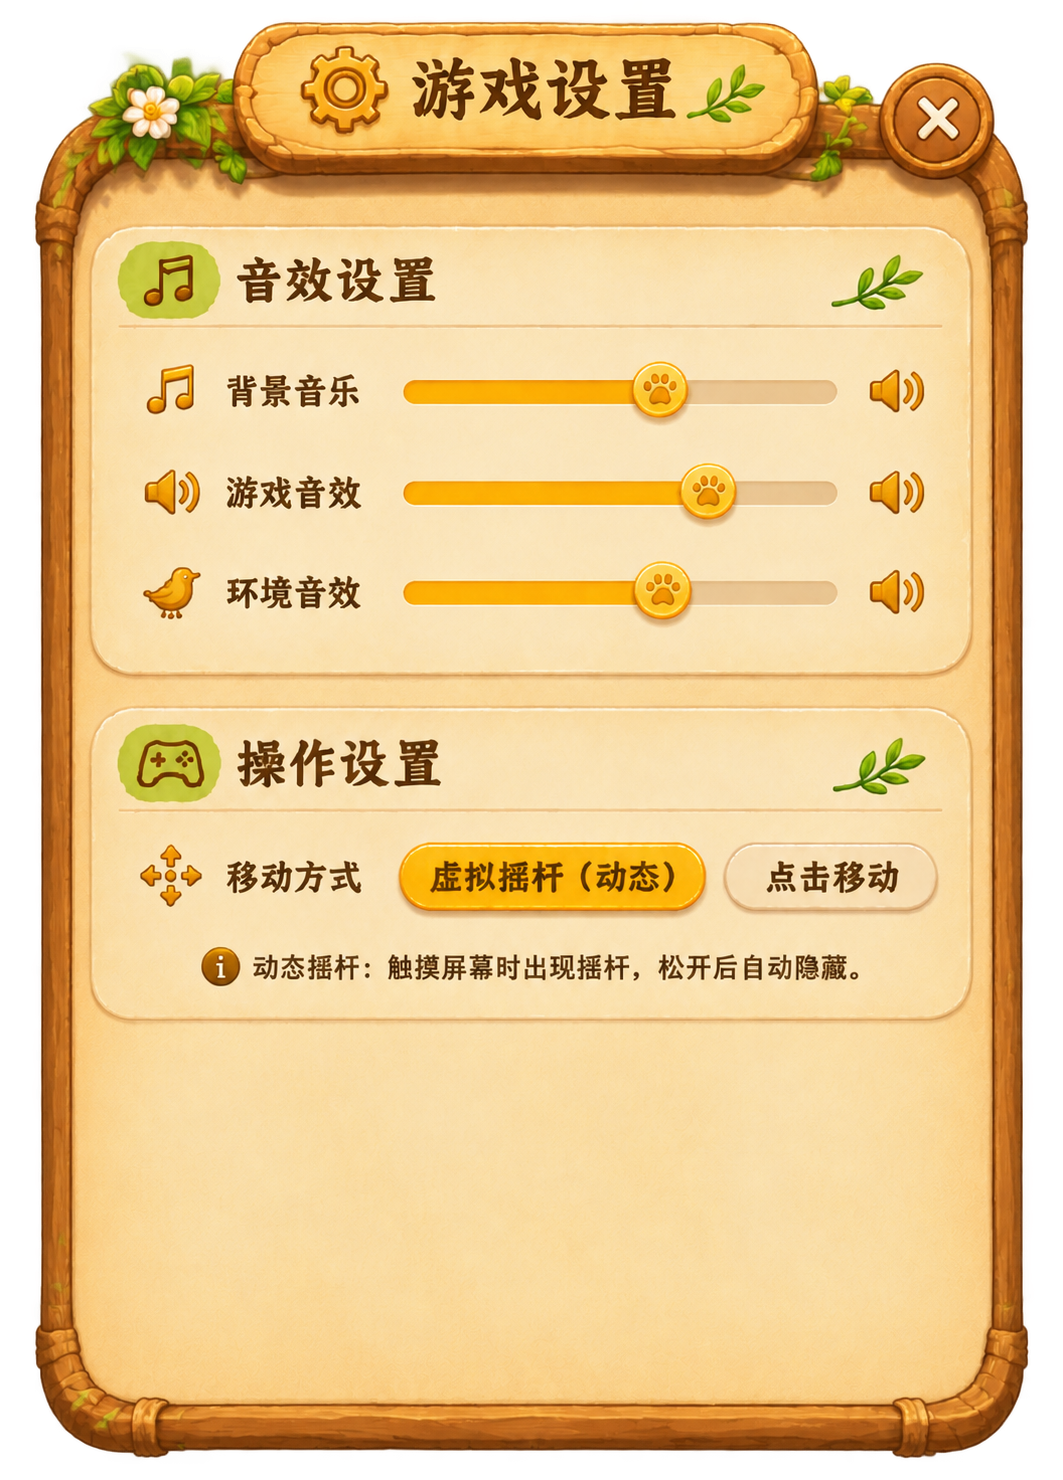 游戏设置
音效设置
背景音乐
游戏音效
环境音效
操作设置
移动方式 虚拟摇杆（动态） 点击移动
i 动态摇杆：触摸屏幕时出现摇杆，松开后自动隐藏。